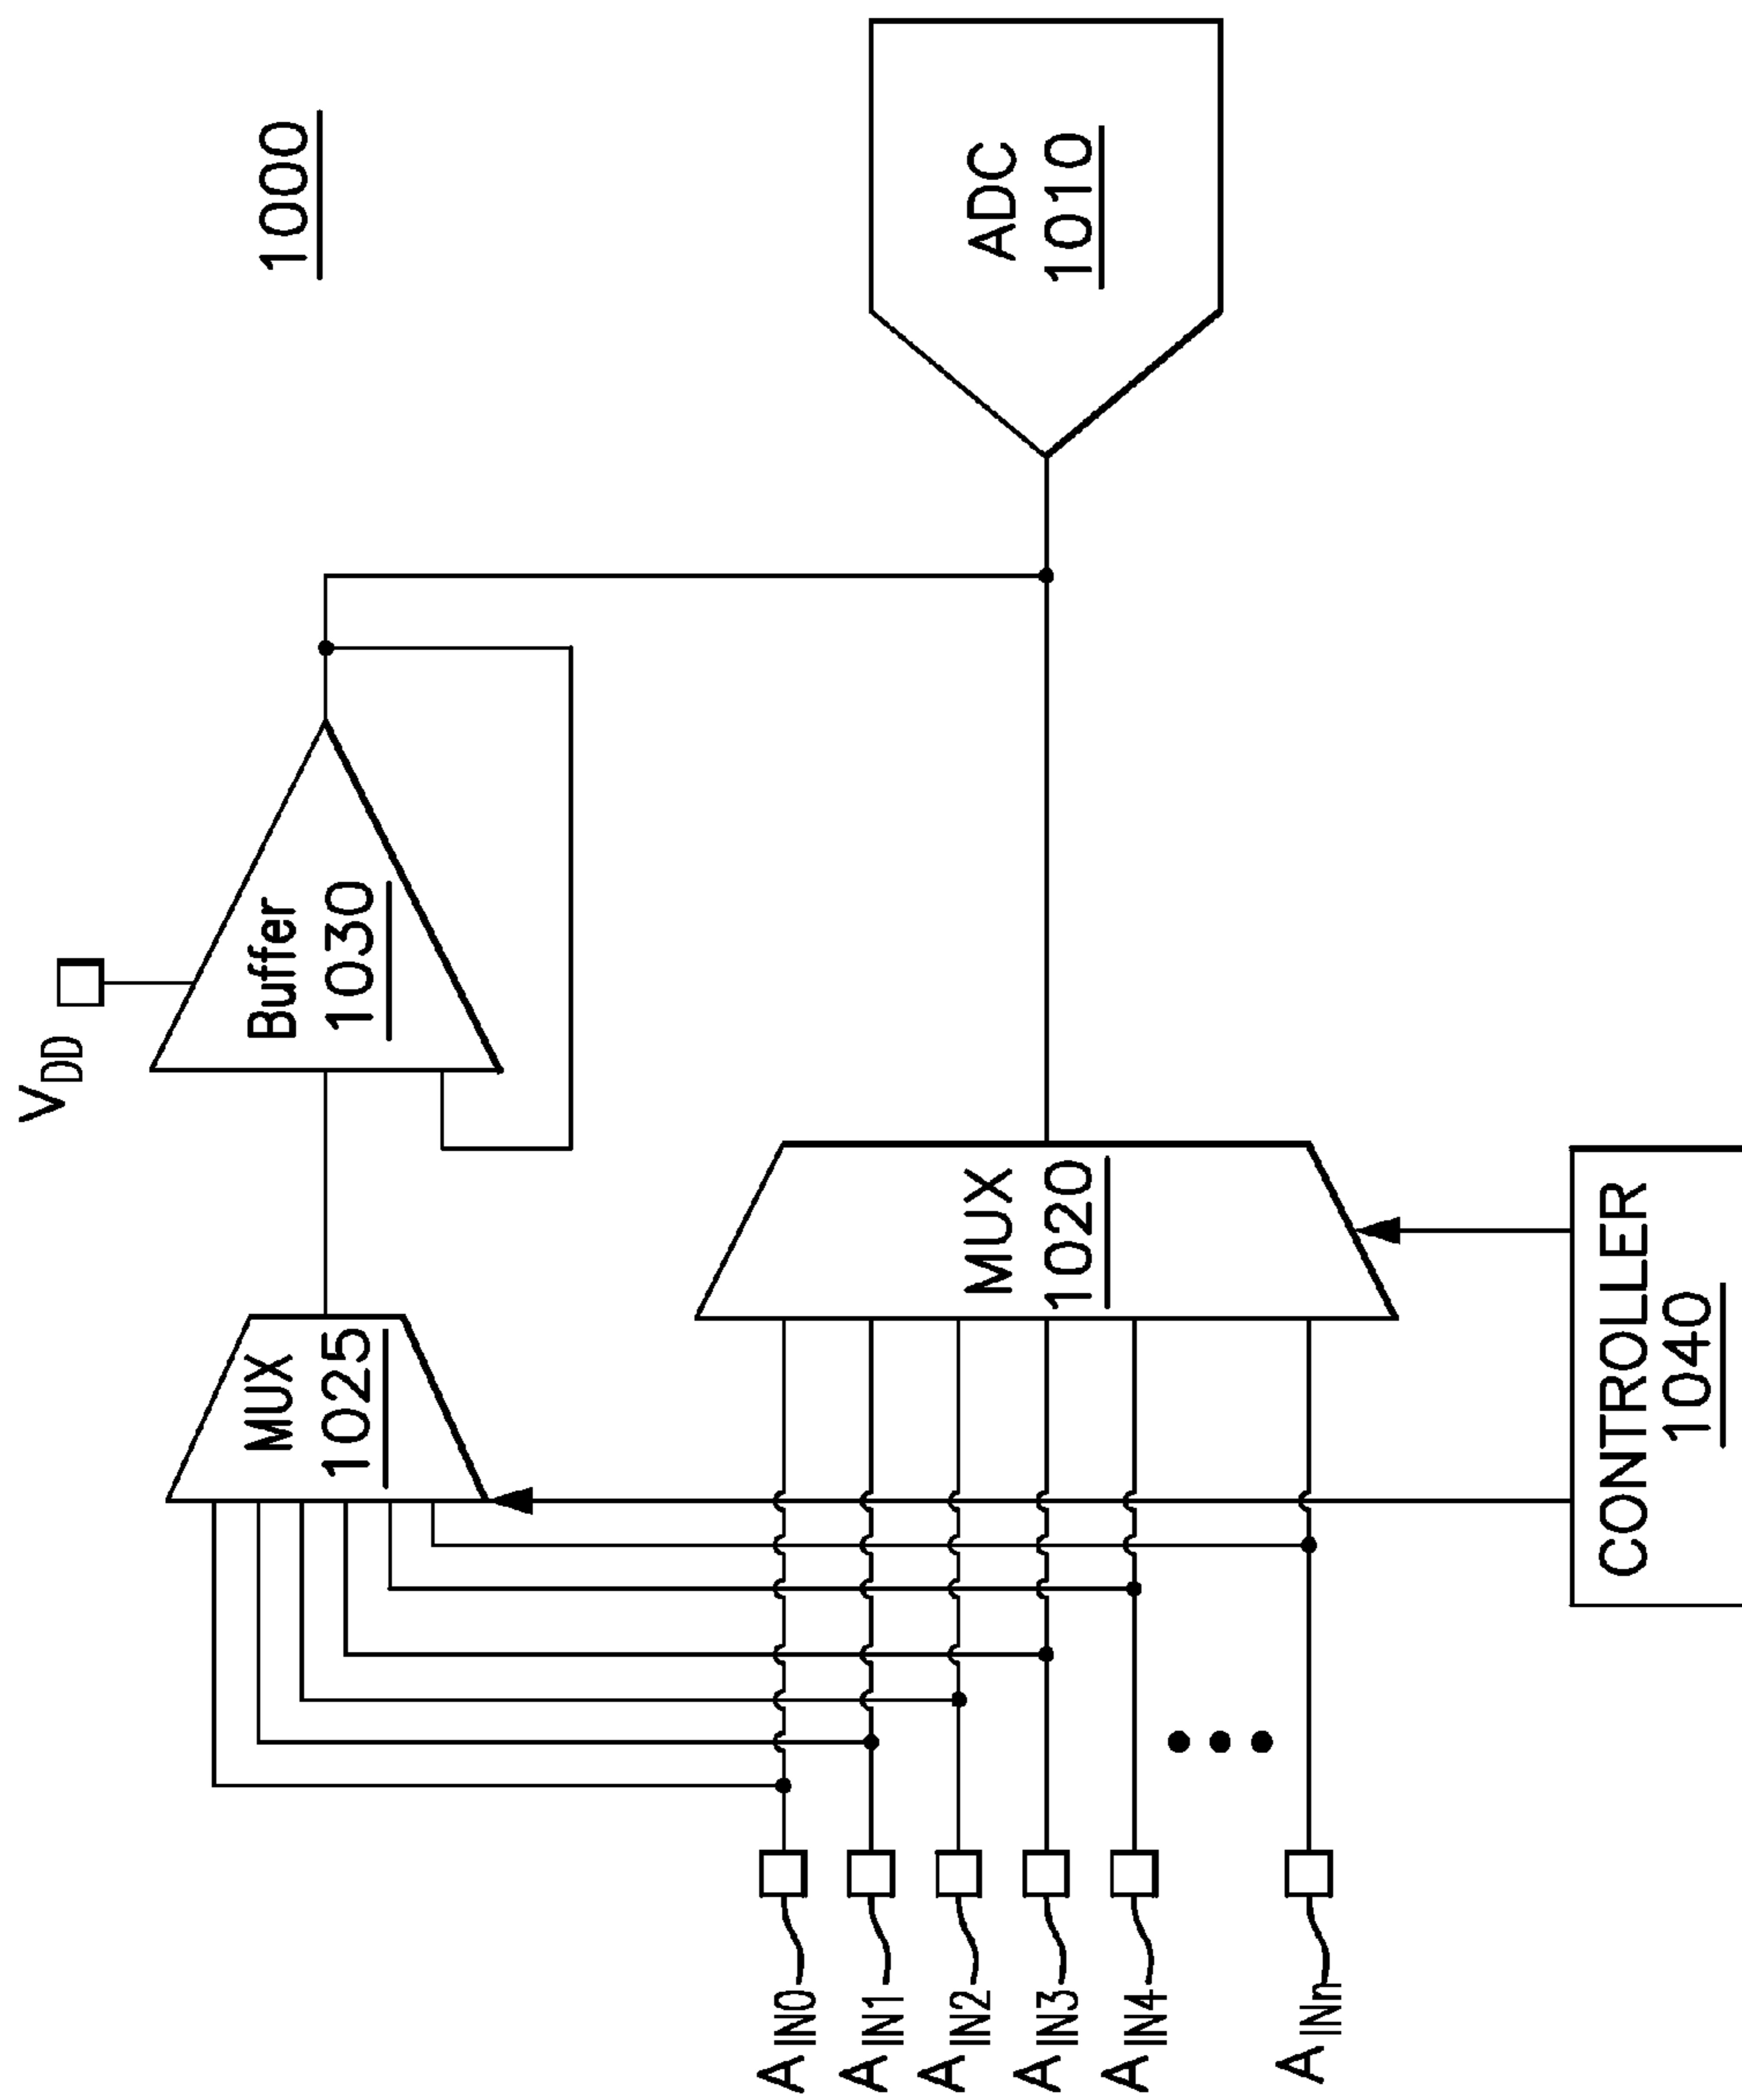 1000
VDD
Buffer
1030
MUX
1025
ADC
1010
MUX
1020
AIN0
AIN1
AIN2
AIN3
AIN4
AINn
CONTROLLER
1040